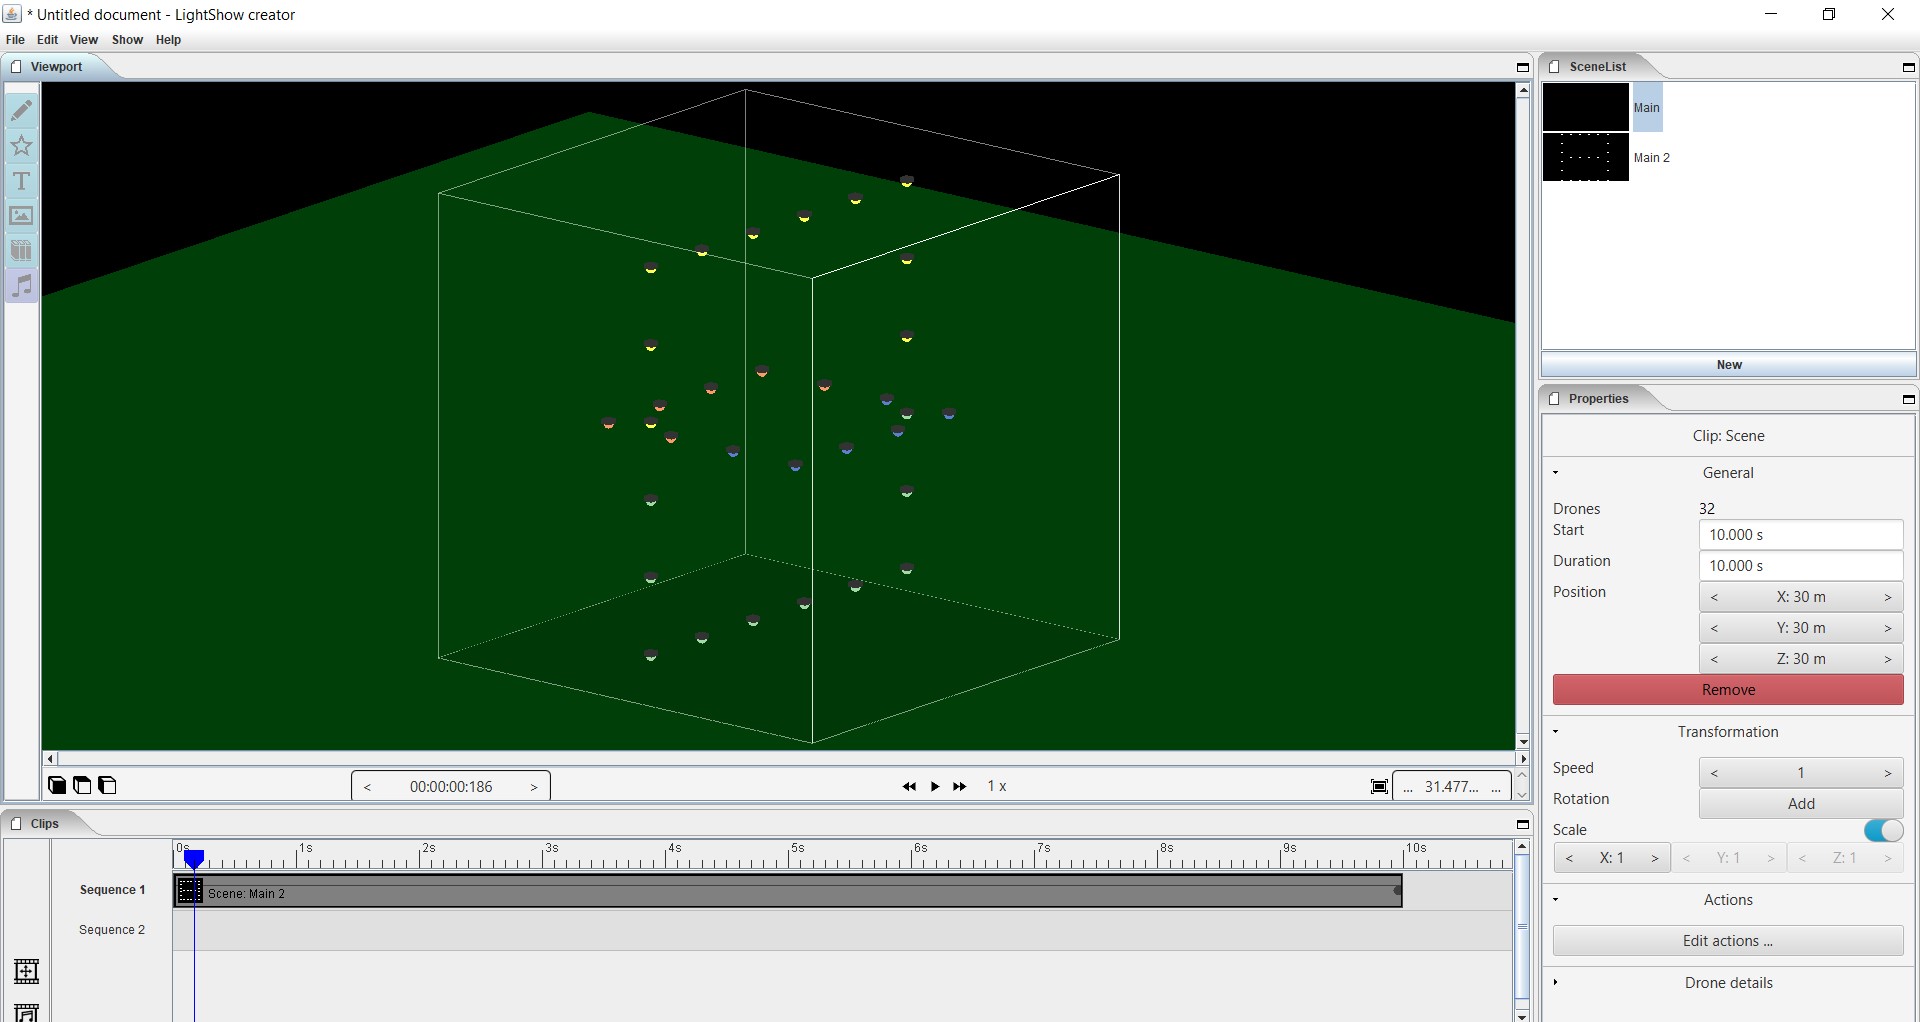 * Untitled document - LightShow creator
File Edit View Show Help
Viewport
T
< 00:00:00:186 >
1 x
... 31.477... ...
SceneList
Main
Main 2
New
Properties
Clip: Scene
General
Drones 32
Start 10.000 s
Duration 10.000 s
Position < X: 30 m >
< Y: 30 m >
< Z: 30 m >
Remove
Transformation
Speed < 1 >
Rotation Add
Scale
< X: 1 > < Y: 1 > < Z: 1 >
Actions
Edit actions ...
Drone details
Clips
0s 1s 2s 3s 4s 5s 6s 7s 8s 9s 10s
Sequence 1 Scene: Main 2
Sequence 2